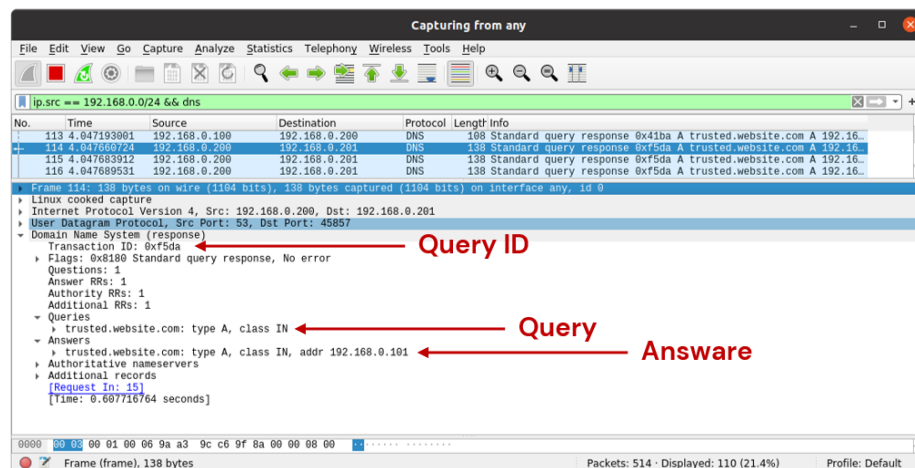 Capturing from any
File Edit View Go Capture Analyze Statistics Telephony Wireless Tools Help
ip.src == 192.168.0.0/24 && dns
No. Time Source Destination Protocol Length Info
113 4.047193001 192.168.0.100 192.168.0.200 DNS 108 Standard query response 0x41ba A trusted.website.com A 192.16…
114 4.047660724 192.168.0.200 192.168.0.201 DNS 138 Standard query response 0xf5da A trusted.website.com A 192.16…
115 4.047683912 192.168.0.200 192.168.0.201 DNS 138 Standard query response 0xf5da A trusted.website.com A 192.16…
116 4.047689531 192.168.0.200 192.168.0.201 DNS 138 Standard query response 0xf5da A trusted.website.com A 192.16…
Frame 114: 138 bytes on wire (1104 bits), 138 bytes captured (1104 bits) on interface any, id 0
Linux cooked capture
Internet Protocol Version 4, Src: 192.168.0.200, Dst: 192.168.0.201
User Datagram Protocol, Src Port: 53, Dst Port: 45857
Domain Name System (response)
Transaction ID: 0xf5da Query ID
Flags: 0x8180 Standard query response, No error
Questions: 1
Answer RRs: 1
Authority RRs: 1
Additional RRs: 1
Queries
trusted.website.com: type A, class IN Query
Answers
trusted.website.com: type A, class IN, addr 192.168.0.101 Answare
Authoritative nameservers
Additional records
[Request In: 15]
[Time: 0.607716764 seconds]
0000 00 03 00 01 00 06 9a a3 9c c6 9f 8a 00 00 08 00 ········ ········
Frame (frame), 138 bytes Packets: 514 · Displayed: 110 (21.4%) Profile: Default